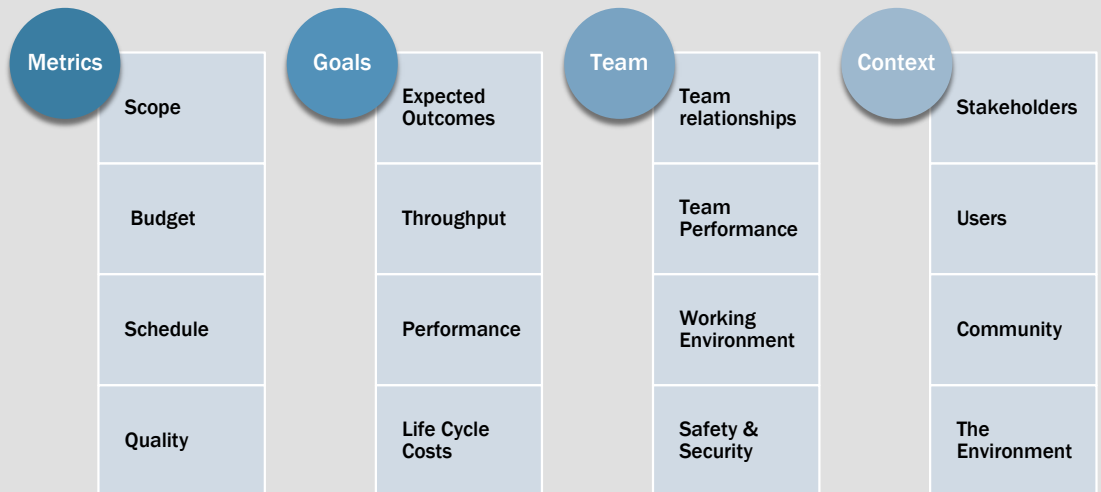 Metrics
Scope
Budget
Schedule
Quality
Goals
Expected
Outcomes
Throughput
Performance
Life Cycle
Costs
Team
Team
relationships
Team
Performance
Working
Environment
Safety &
Security
Context
Stakeholders
Users
Community
The
Environment